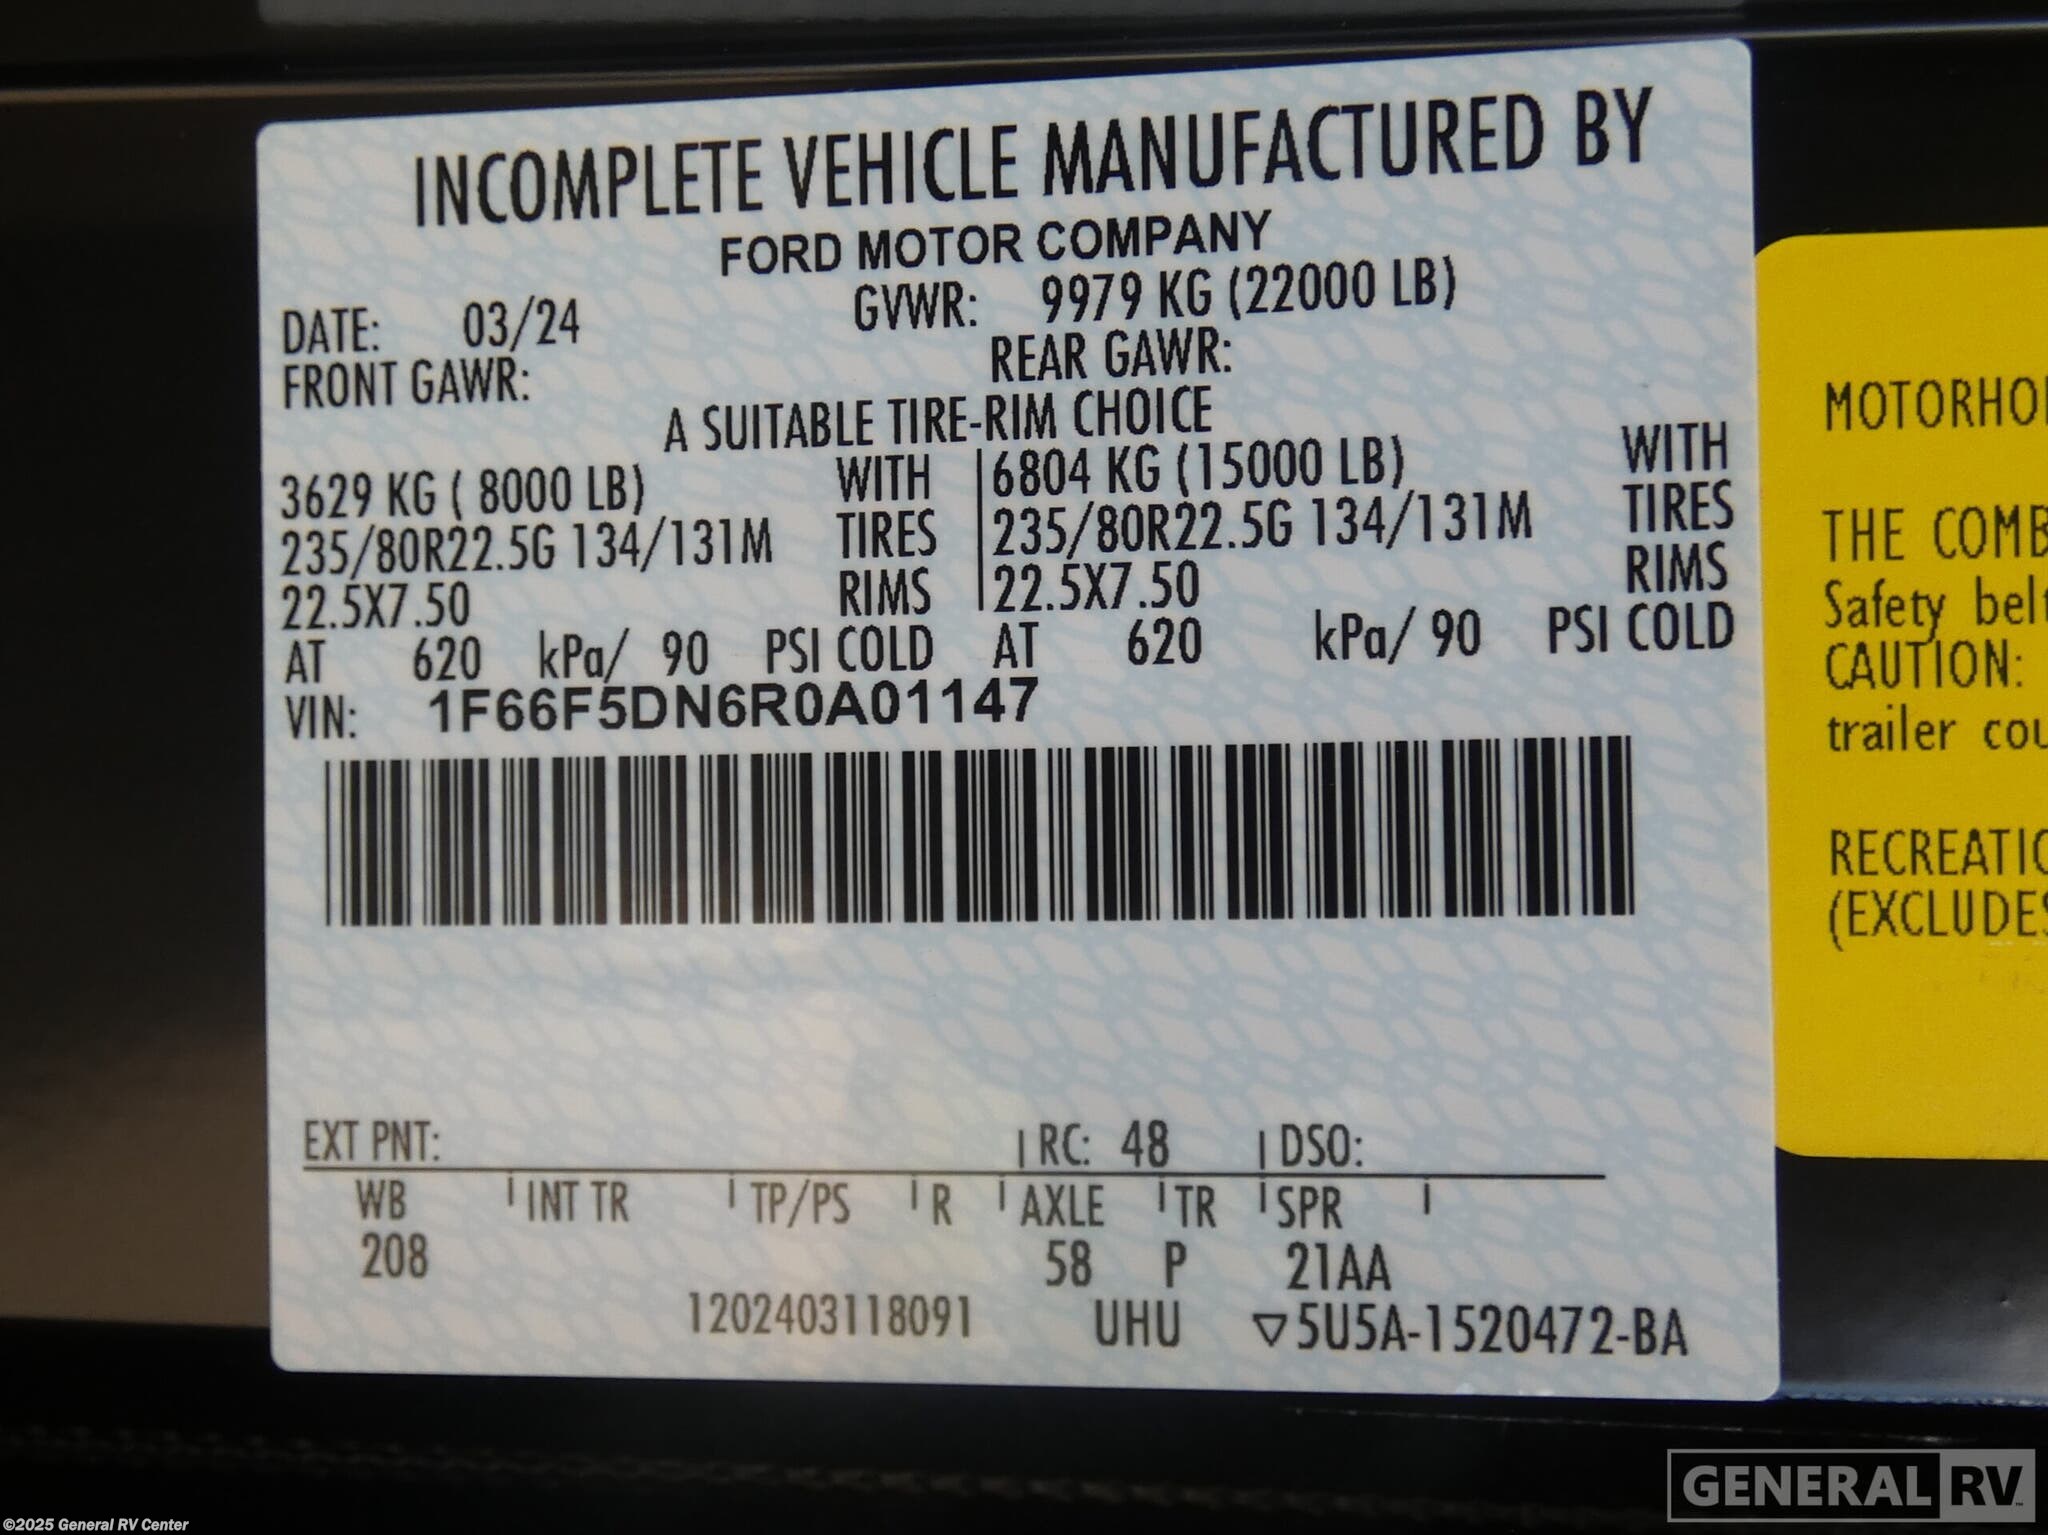 INCOMPLETE VEHICLE MANUFACTURED BY
FORD MOTOR COMPANY
DATE: 03/24 GVWR: 9979 KG (22000 LB)
FRONT GAWR: REAR GAWR:
A SUITABLE TIRE-RIM CHOICE
3629 KG ( 8000 LB) WITH 6804 KG (15000 LB) WITH
235/80R22.5G 134/131M TIRES 235/80R22.5G 134/131M TIRES
22.5X7.50 RIMS 22.5X7.50 RIMS
AT 620 kPa/ 90 PSI COLD AT 620 kPa/ 90 PSI COLD
VIN: 1F66F5DN6R0A01147
EXT PNT: RC: 48 DSO:
WB INT TR TP/PS R AXLE TR SPR
208 58 P 21AA
1202403118091 UHU ▽5U5A-1520472-BA
MOTORHO
THE COMB
Safety belt
CAUTION:
trailer cou
RECREATIO
(EXCLUDES
GENERAL RV
©2025 General RV Center